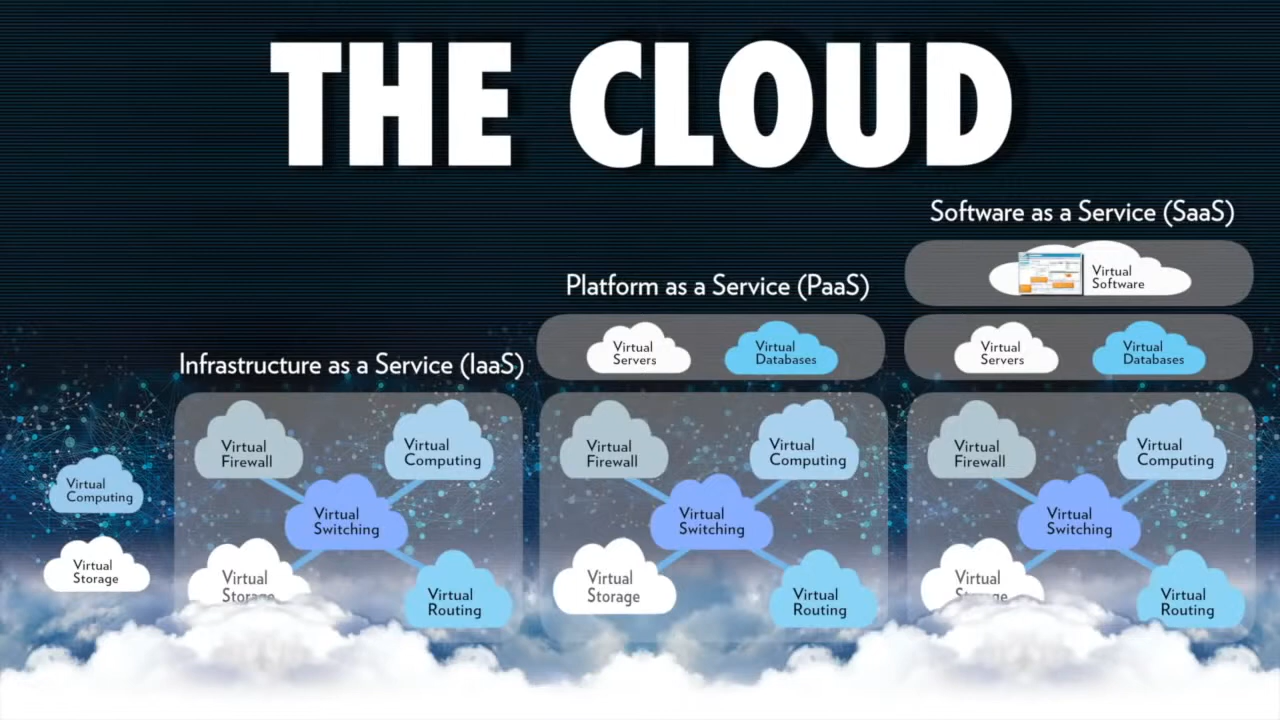 THE CLOUD
Software as a Service (SaaS)
Virtual
Software
Platform as a Service (PaaS)
Virtual
Servers
Virtual
Databases
Virtual
Servers
Virtual
Databases
Infrastructure as a Service (IaaS)
Virtual
Computing
Virtual
Storage
Virtual
Firewall
Virtual
Computing
Virtual
Switching
Virtual
Storage
Virtual
Routing
Virtual
Firewall
Virtual
Computing
Virtual
Switching
Virtual
Storage
Virtual
Routing
Virtual
Firewall
Virtual
Computing
Virtual
Switching
Virtual
Storage
Virtual
Routing